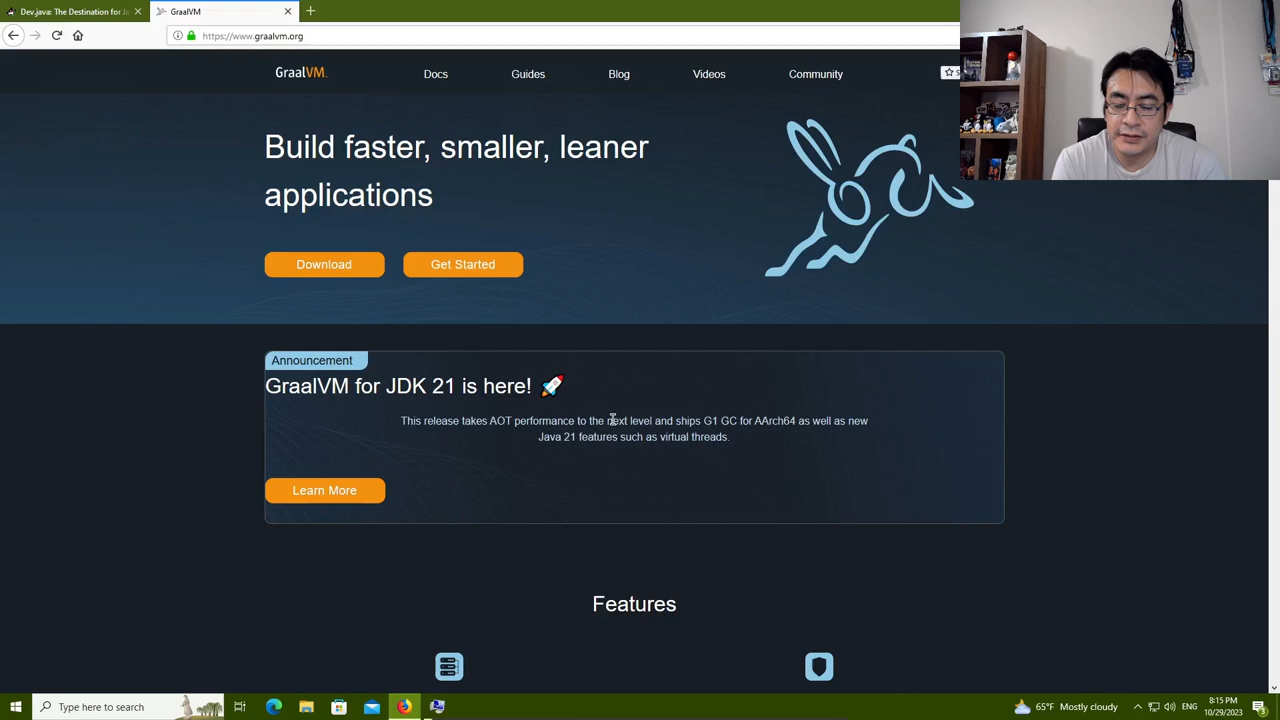 Dev.java: The Destination for Ja
GraalVM
https://www.graalvm.org
GraalVM
Docs
Guides
Blog
Videos
Community
Build faster, smaller, leaner
applications
Download
Get Started
Announcement
GraalVM for JDK 21 is here! 🚀
This release takes AOT performance to the next level and ships G1 GC for AArch64 as well as new
Java 21 features such as virtual threads.
Learn More
Features
Type here to search
65°F Mostly cloudy
ENG
8:15 PM
10/29/2023
3